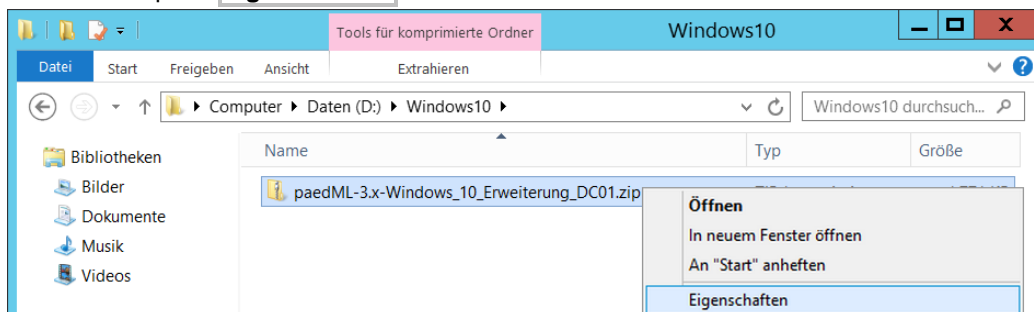 Tools für komprimierte Ordner
Windows10
Datei Start Freigeben Ansicht Extrahieren
Computer Daten (D:) Windows10
Windows10 durchsuch...
Name Typ Größe
Bibliotheken
Bilder
Dokumente
Musik
Videos
paedML-3.x-Windows_10_Erweiterung_DC01.zip
Öffnen
In neuem Fenster öffnen
An "Start" anheften
Eigenschaften